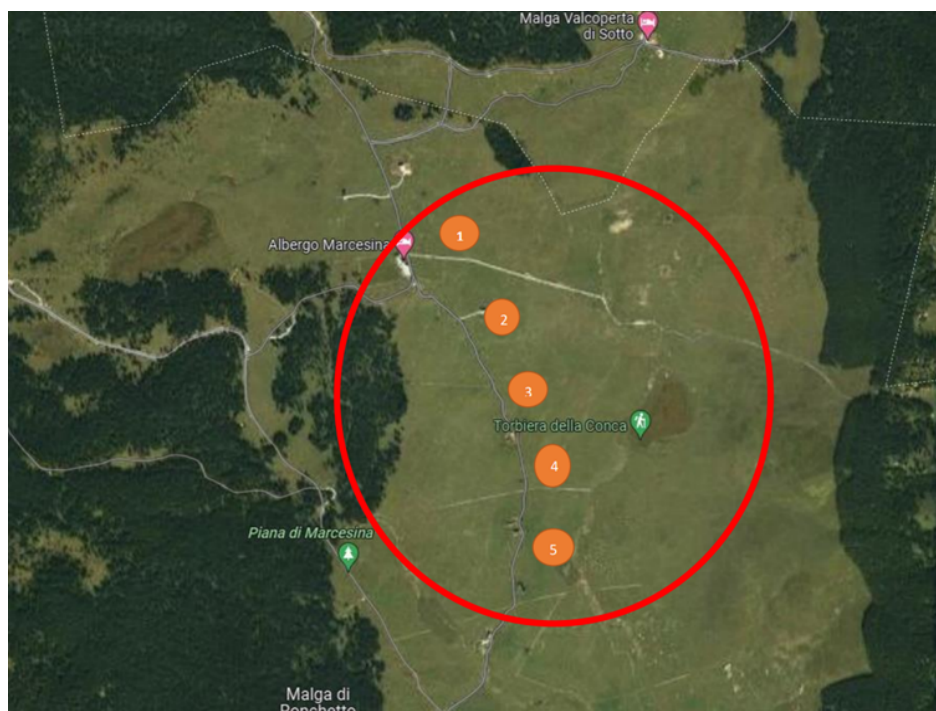 Malga Valcoperta
di Sotto
1
Albergo Marcesina
2
3
Torbiera della Conca
4
Piana di Marcesina
5
Malga di
Ronchetto